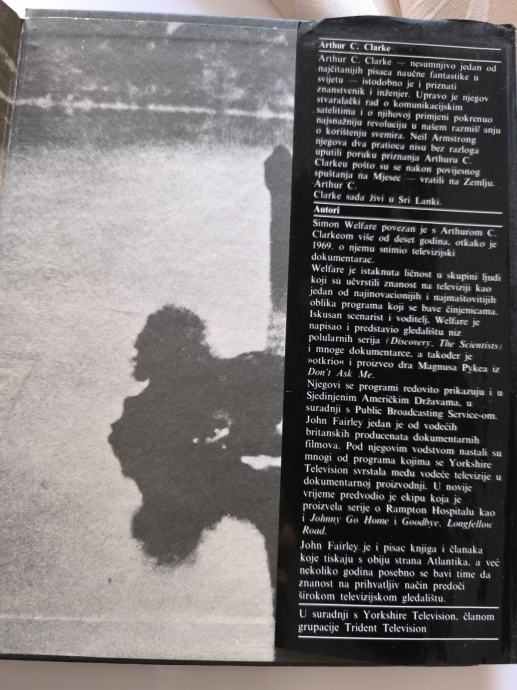 Arthur C. Clarke
Arthur C. Clarke — nesumnjivo jedan od
najčitanijih pisaca naučne fantastike u
svijetu — istodobno je i priznati
znanstvenik i inženjer. Upravo je njegov
stvaralački rad o komunikacijskim
satelitima i o njihovoj primjeni pokrenuo
najsnažniju revoluciju u našem razmiš anju
o korištenju svemira. Neil Armstrong
njegova dva pratioca nisu bez razloga
uputili poruku priznanja Arthuru C.
Clarkeu pošto su se nakon povijesnog
spuštanja na Mjesec — vratili na Zemlju.
Arthur C.
Clarke sada živi u Sri Lanki.
Autori
Simon Welfare povezan je s Arthurom C.
Clarkeom više od deset godina, otkako je
1969. o njemu snimio televizijski
dokumentarac.
Welfare je istaknuta ličnost u skupini ljudi
koji su učvrstili znanost na televiziji kao
jedan od najinovacionijih i najmaštovitijih
oblika programa koji se bave činjenicama.
Iskusan scenarist i voditelj, Welfare je
napisao i predstavio gledalištu niz
polularnih serija (Discovery, The Scientists)
i mnoge dokumentarce, a također je
»otkrio« i proizveo dra Magnusa Pykea iz
Don't Ask Me.
Njegovi se programi redovito prikazuju i u
Sjedinjenim Američkim Državama, u
suradnji s Public Broadcasting Service-om.
John Fairley jedan je od vodećih
britanskih producenata dokumentarnih
filmova. Pod njegovim vodstvom nastali su
mnogi od programa kojima se Yorkshire
Television svrstala među vodeće televizije u
dokumentarnoj proizvodnji. U novije
vrijeme predvodio je ekipu koja je
proizvela serije o Rampton Hospitalu kao
i Johnny Go Home i Goodbye, Longfellow
Road.
John Fairley je i pisac knjiga i članaka
koje tiskaju s obiju strana Atlantika, a već
nekoliko godina posebno se bavi time da
znanost na prihvatljiv način predoči
širokom televizijskom gledalištu.
U suradnji s Yorkshire Television, članom
grupacije Trident Television